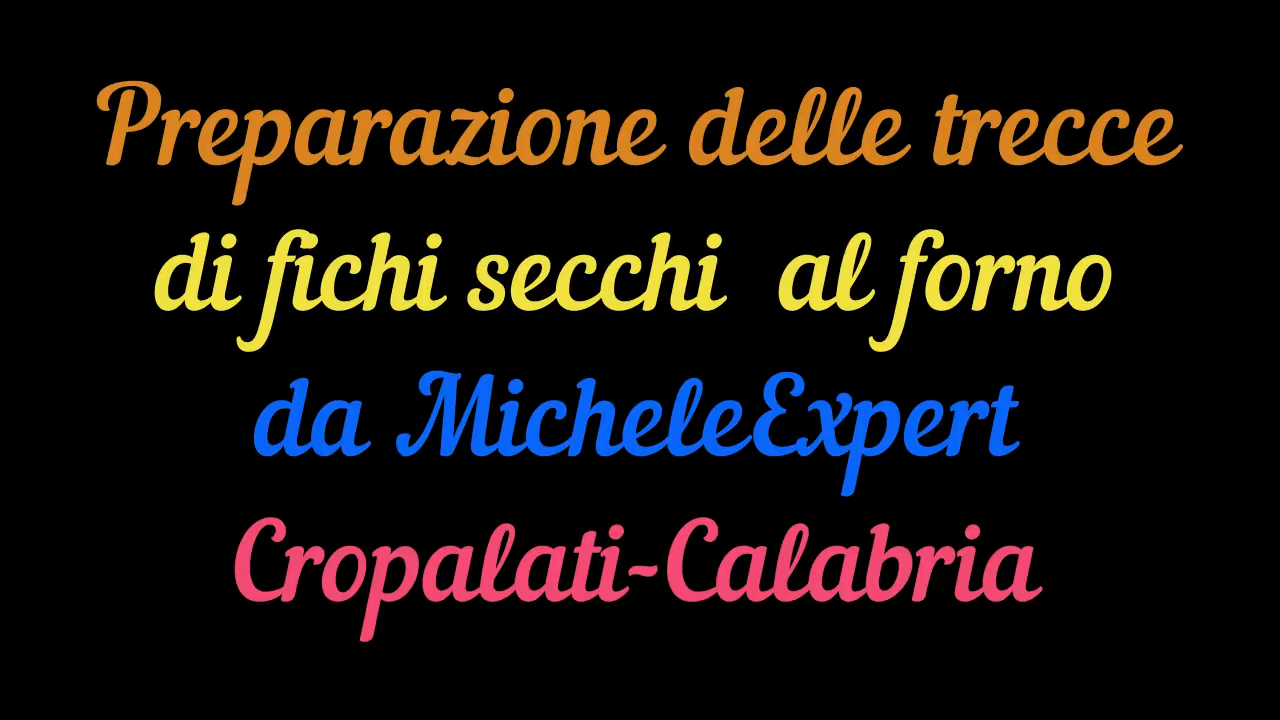 Preparazione delle trecce
di fichi secchi al forno
da MicheleExpert
Cropalati-Calabria